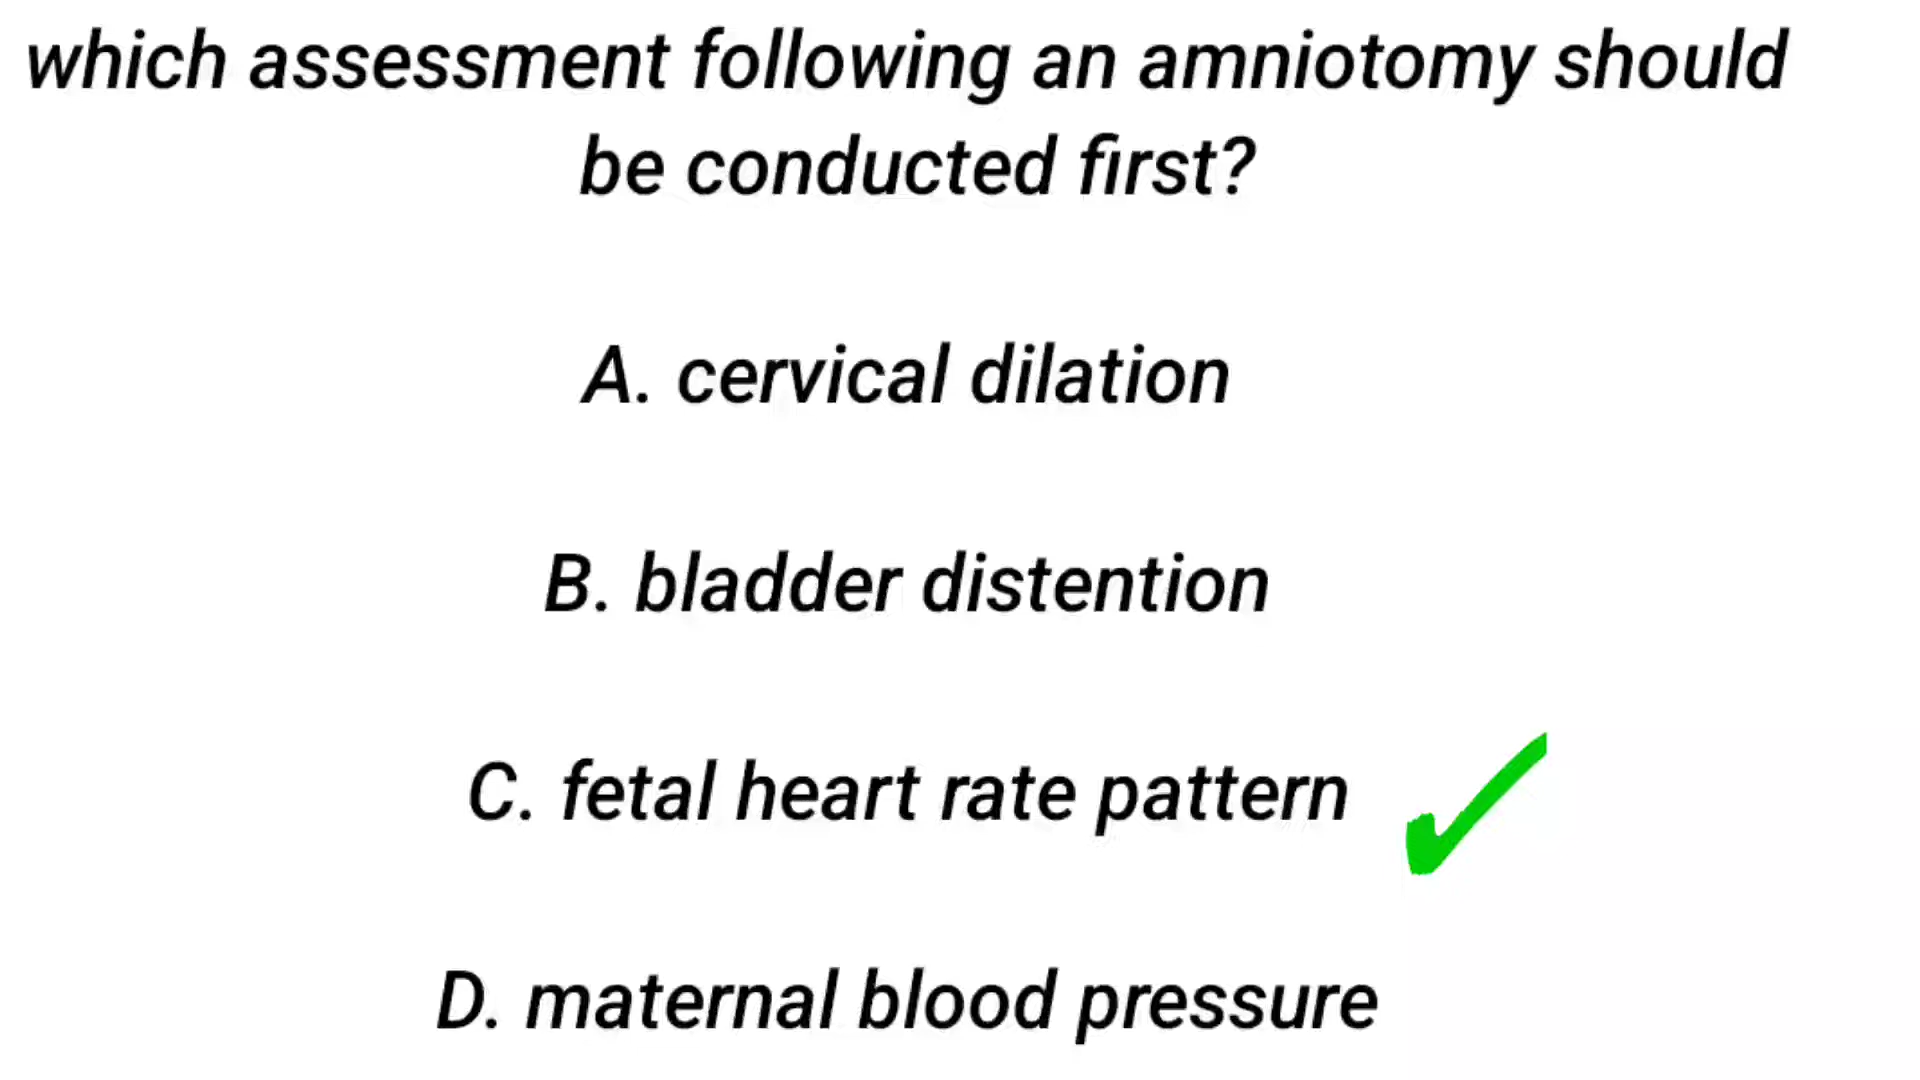 which assessment following an amniotomy should
be conducted first?
A. cervical dilation
B. bladder distention
C. fetal heart rate pattern
D. maternal blood pressure